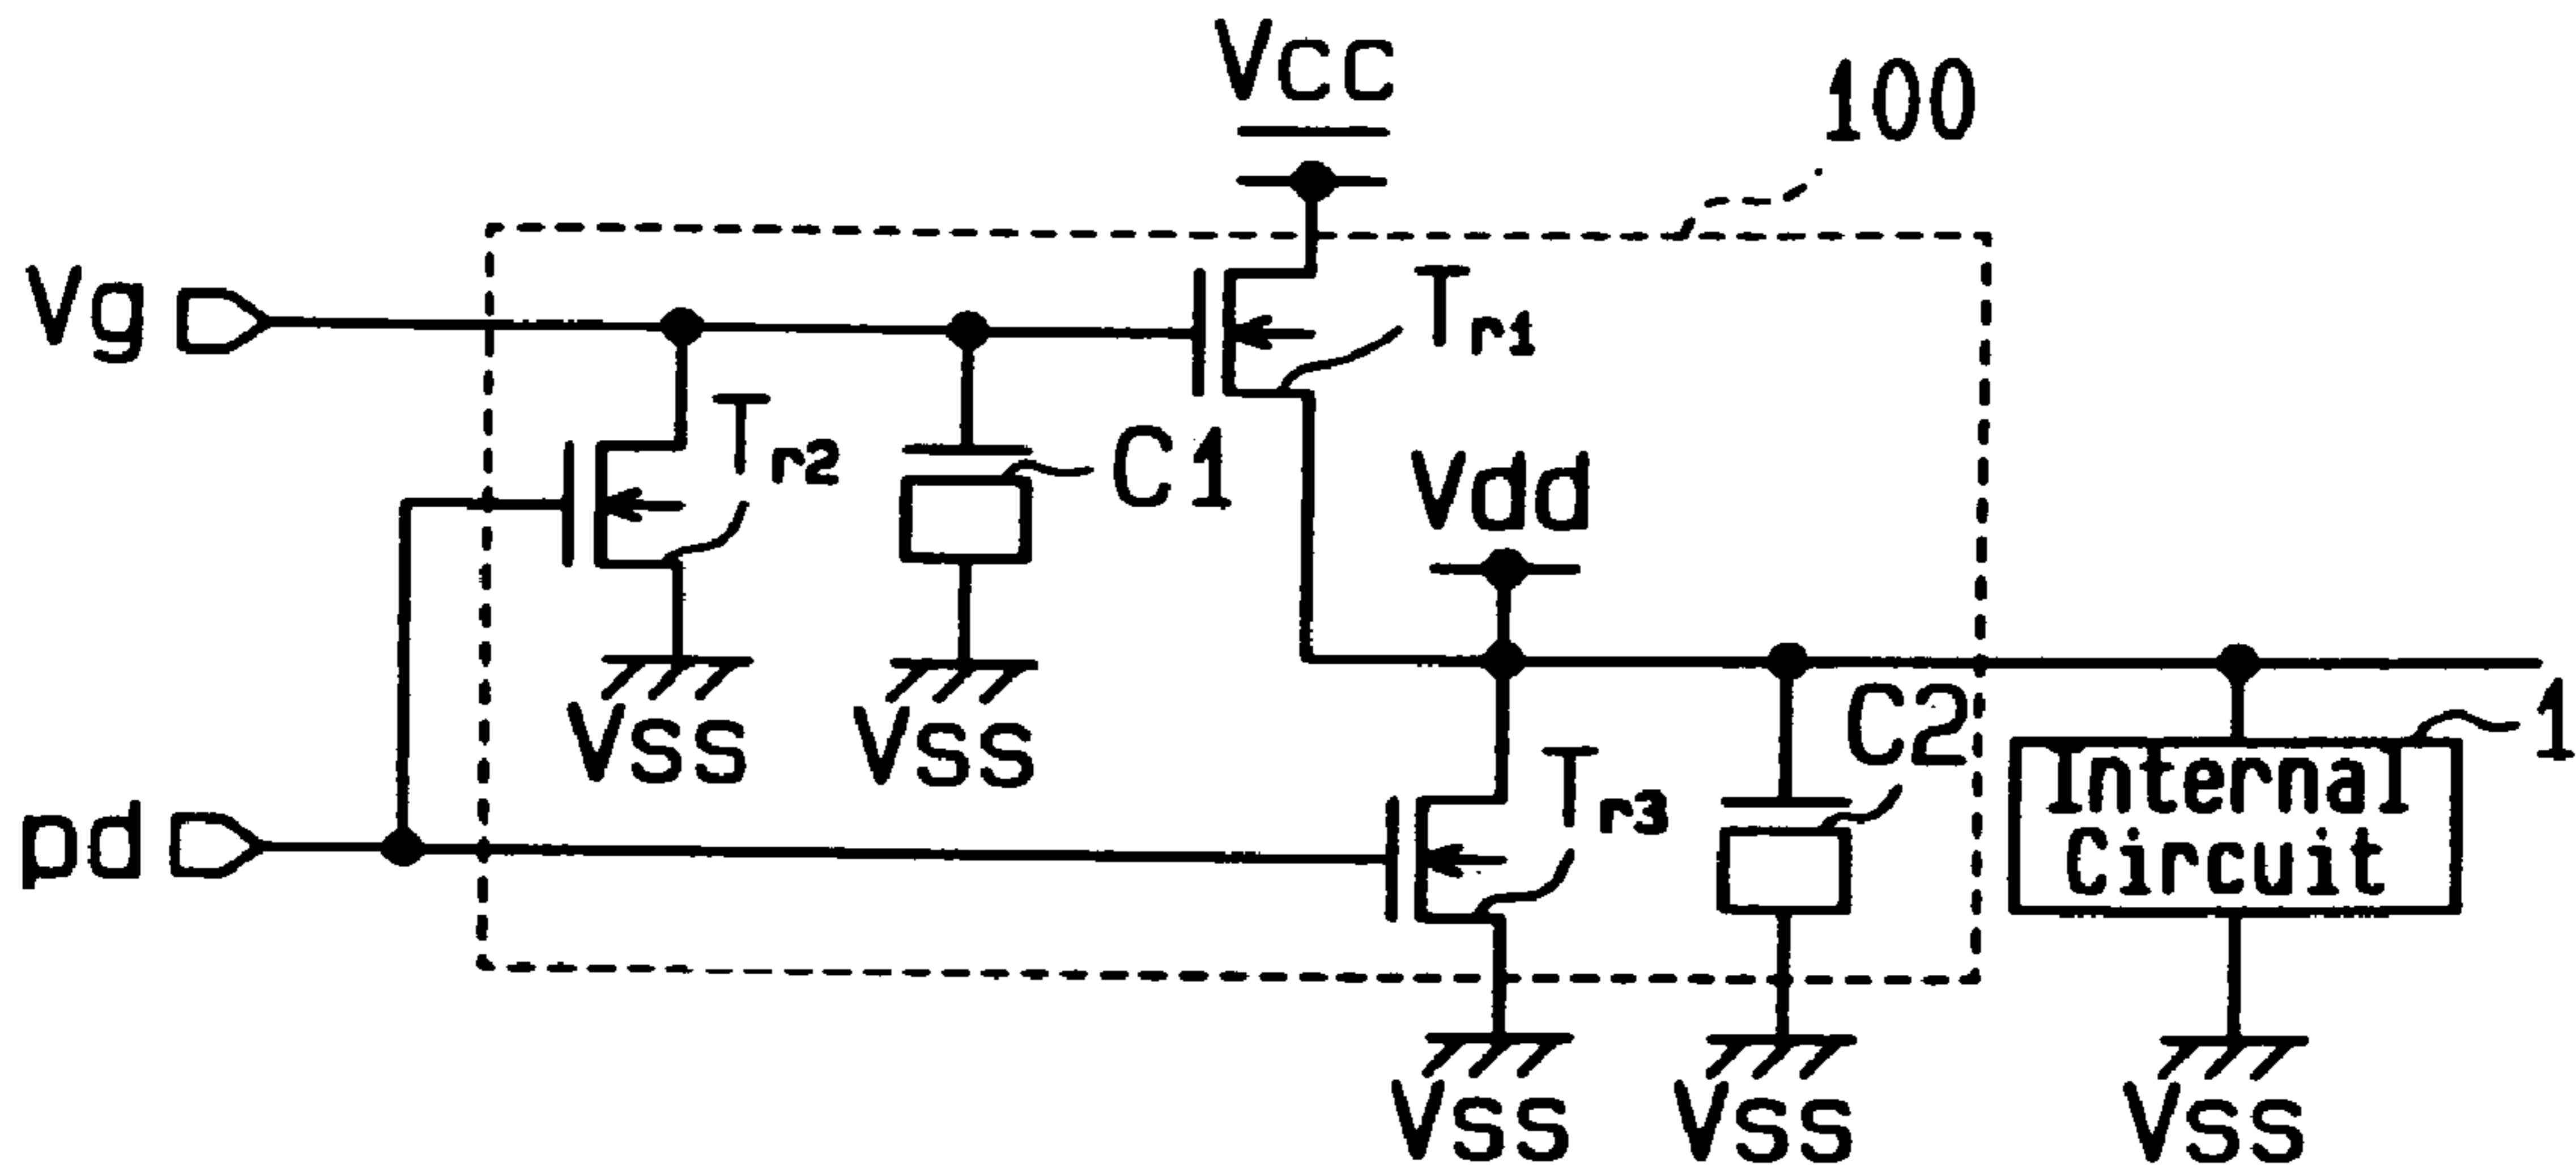 Vcc
100
Vg
Tr1
Tr2
C1
Vdd
Vss
Vss
C2
1
pd
Tr3
Internal
Circuit
Vss
Vss
Vss